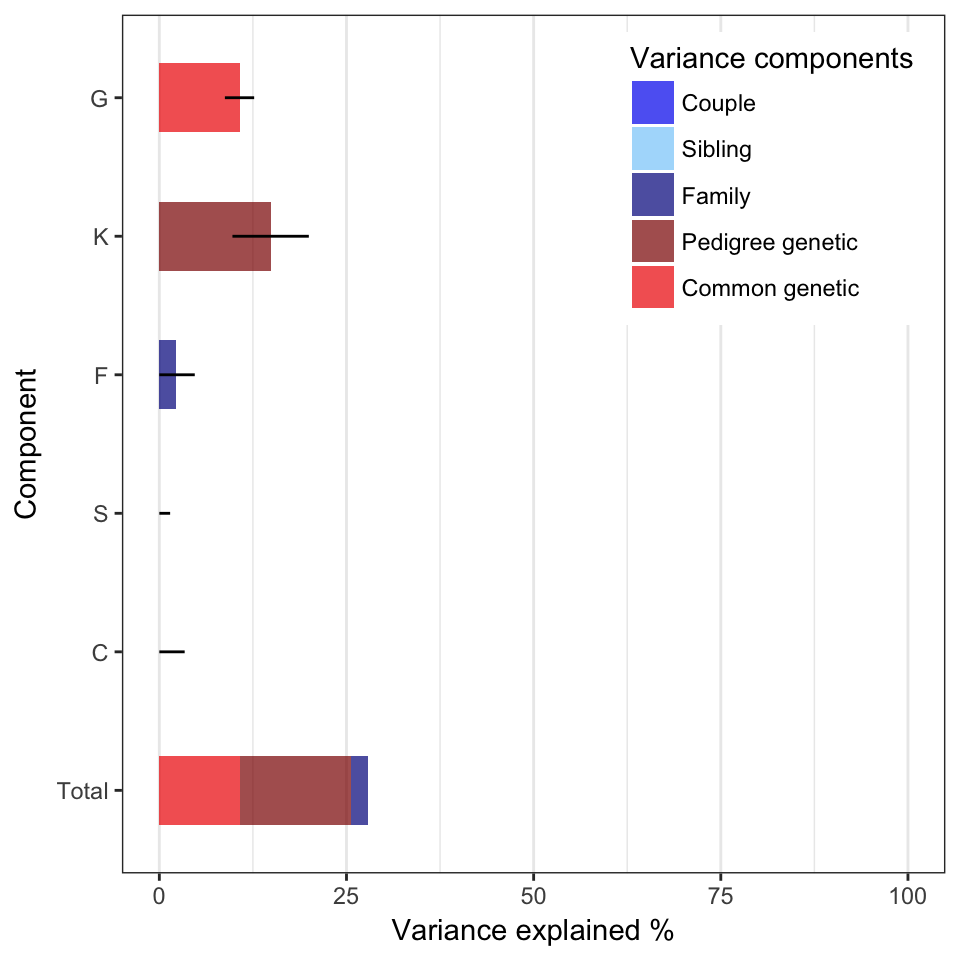 Variance components
Couple
Sibling
Family
Pedigree genetic
Common genetic
G
K
F
S
C
Total
Component
0 25 50 75 100
Variance explained %